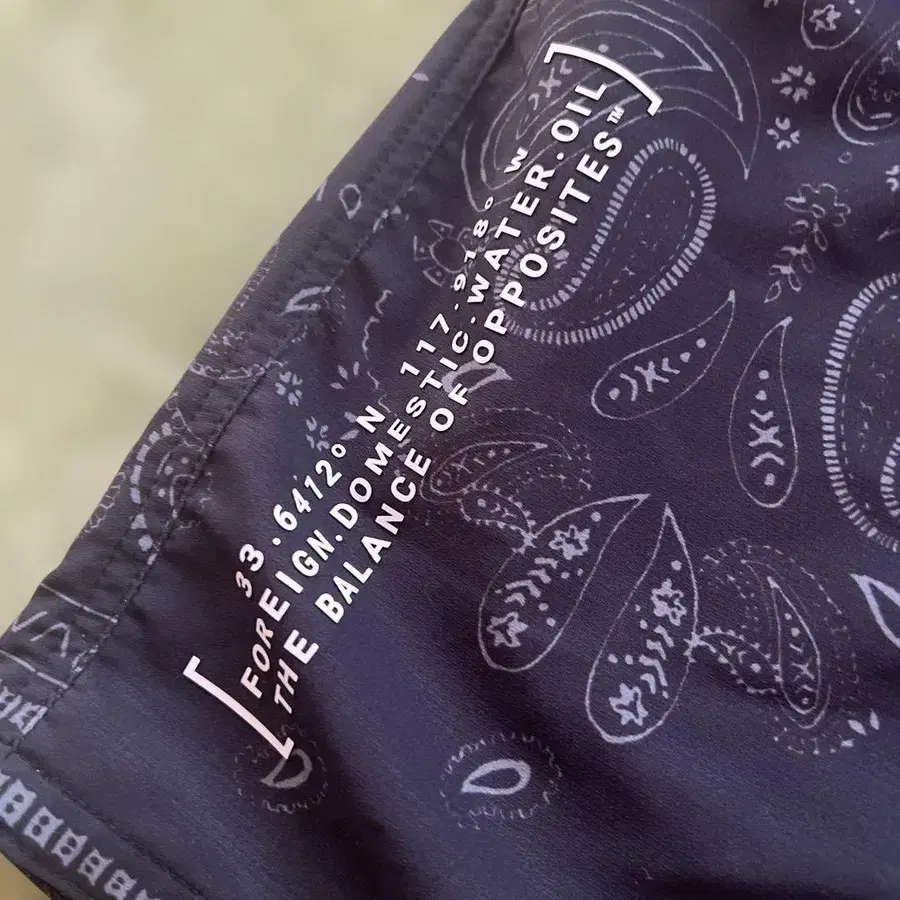 33.6412° N 117.918° W
[FOREIGN.DOMESTIC.WATER.OIL]
THE BALANCE OF OPPOSITES™